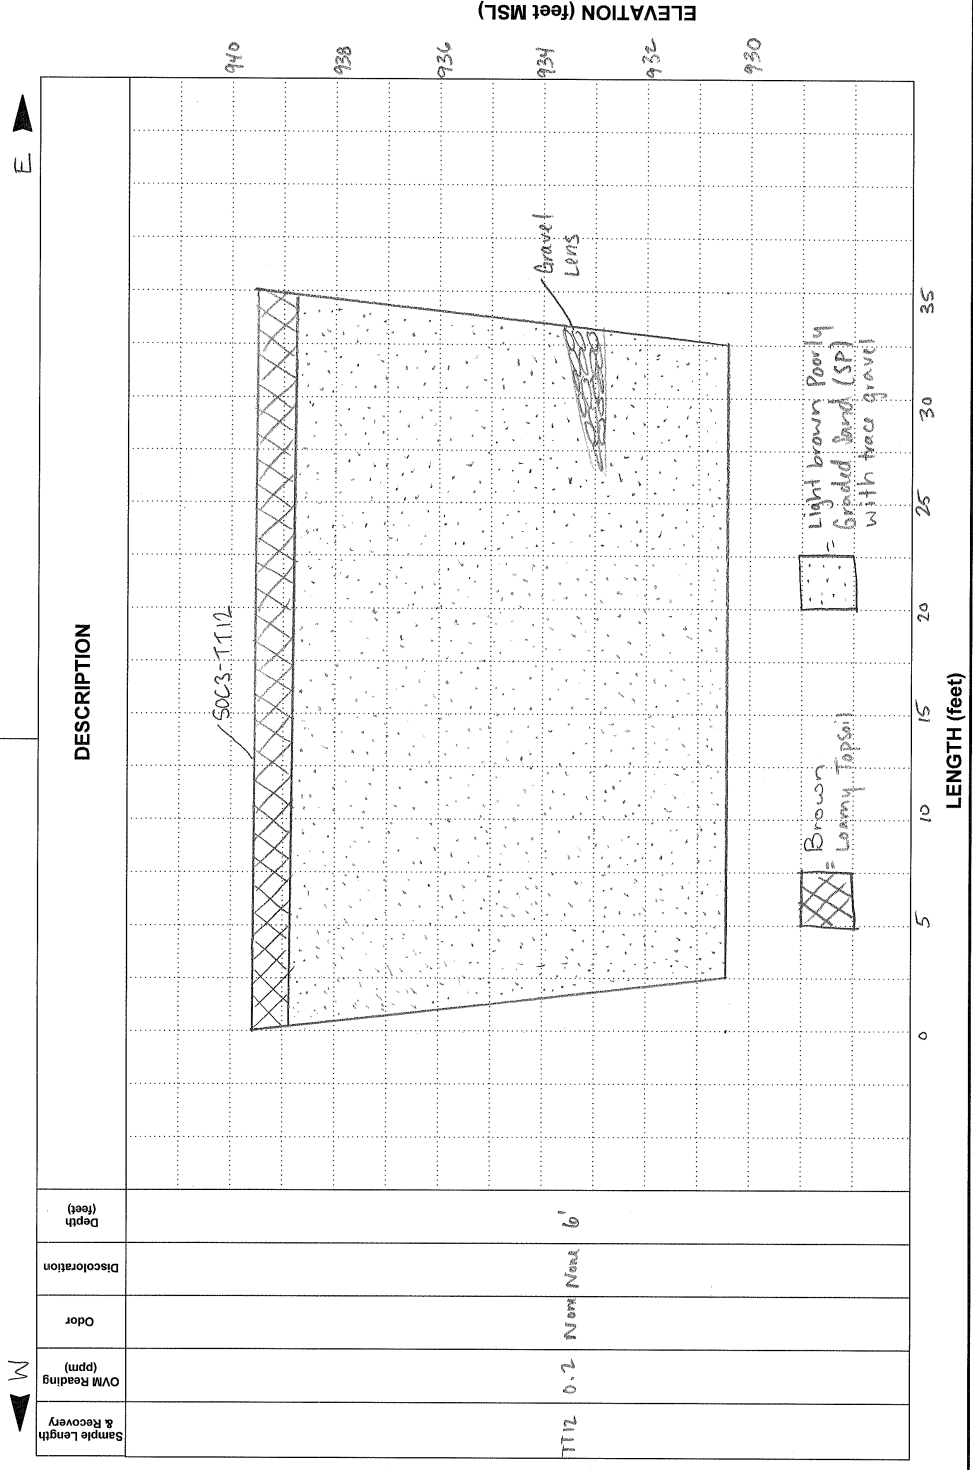 W
E
Sample Length
& Recovery
OVM Reading
(ppm)
Odor
Discoloration
Depth
(feet)
DESCRIPTION
TT12
0.2
None
None
6'
SOC3-TT12
Gravel
Lens
940
938
936
934
932
930
ELEVATION (feet MSL)
= Brown
Loamy Topsoil
= Light brown Poorly
Graded Sand (SP)
with trace gravel
0
5
10
15
20
25
30
35
LENGTH (feet)